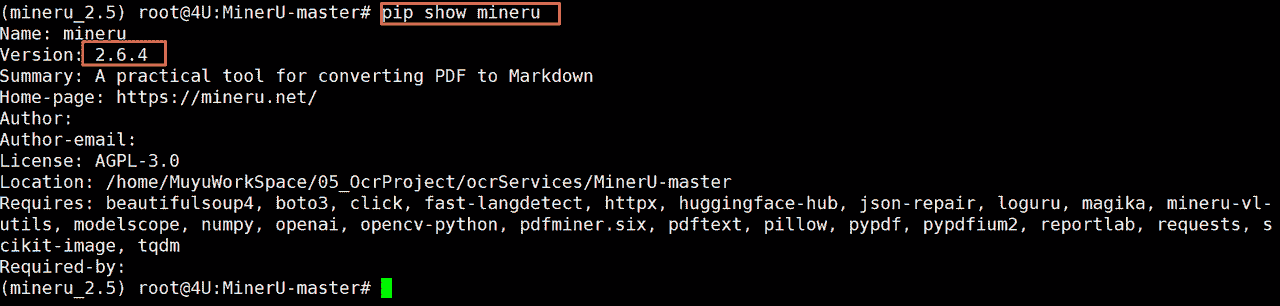 (mineru_2.5) root@4U:MinerU-master# pip show mineru
Name: mineru
Version: 2.6.4
Summary: A practical tool for converting PDF to Markdown
Home-page: https://mineru.net/
Author:
Author-email:
License: AGPL-3.0
Location: /home/MuyuWorkSpace/05_OcrProject/ocrServices/MinerU-master
Requires: beautifulsoup4, boto3, click, fast-langdetect, httpx, huggingface-hub, json-repair, loguru, magika, mineru-vl-
utils, modelscope, numpy, openai, opencv-python, pdfminer.six, pdftext, pillow, pypdf, pypdfium2, reportlab, requests, s
cikit-image, tqdm
Required-by:
(mineru_2.5) root@4U:MinerU-master#